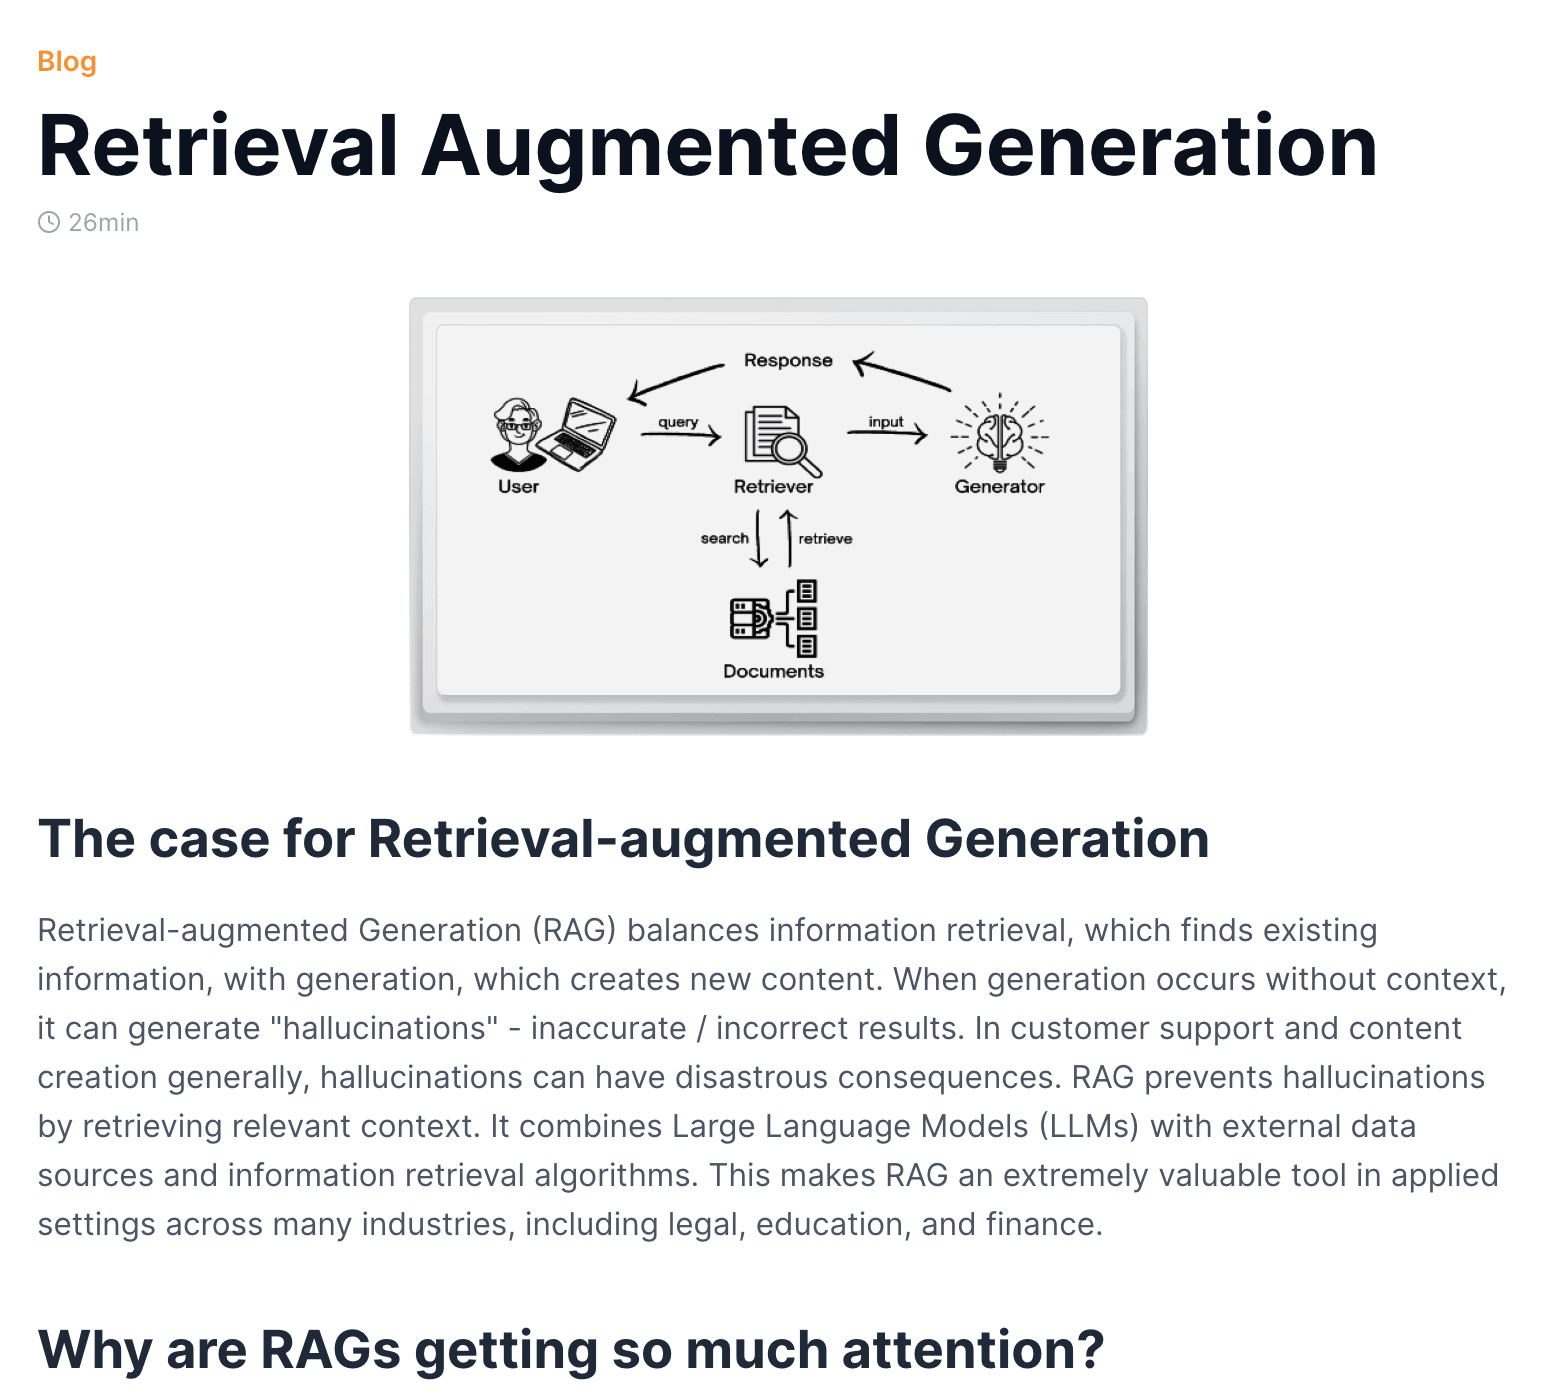 Blog
Retrieval Augmented Generation
26min
Response
query
input
User
Retriever
Generator
search
retrieve
Documents
The case for Retrieval-augmented Generation
Retrieval-augmented Generation (RAG) balances information retrieval, which finds existing
information, with generation, which creates new content. When generation occurs without context,
it can generate "hallucinations" - inaccurate / incorrect results. In customer support and content
creation generally, hallucinations can have disastrous consequences. RAG prevents hallucinations
by retrieving relevant context. It combines Large Language Models (LLMs) with external data
sources and information retrieval algorithms. This makes RAG an extremely valuable tool in applied
settings across many industries, including legal, education, and finance.
Why are RAGs getting so much attention?